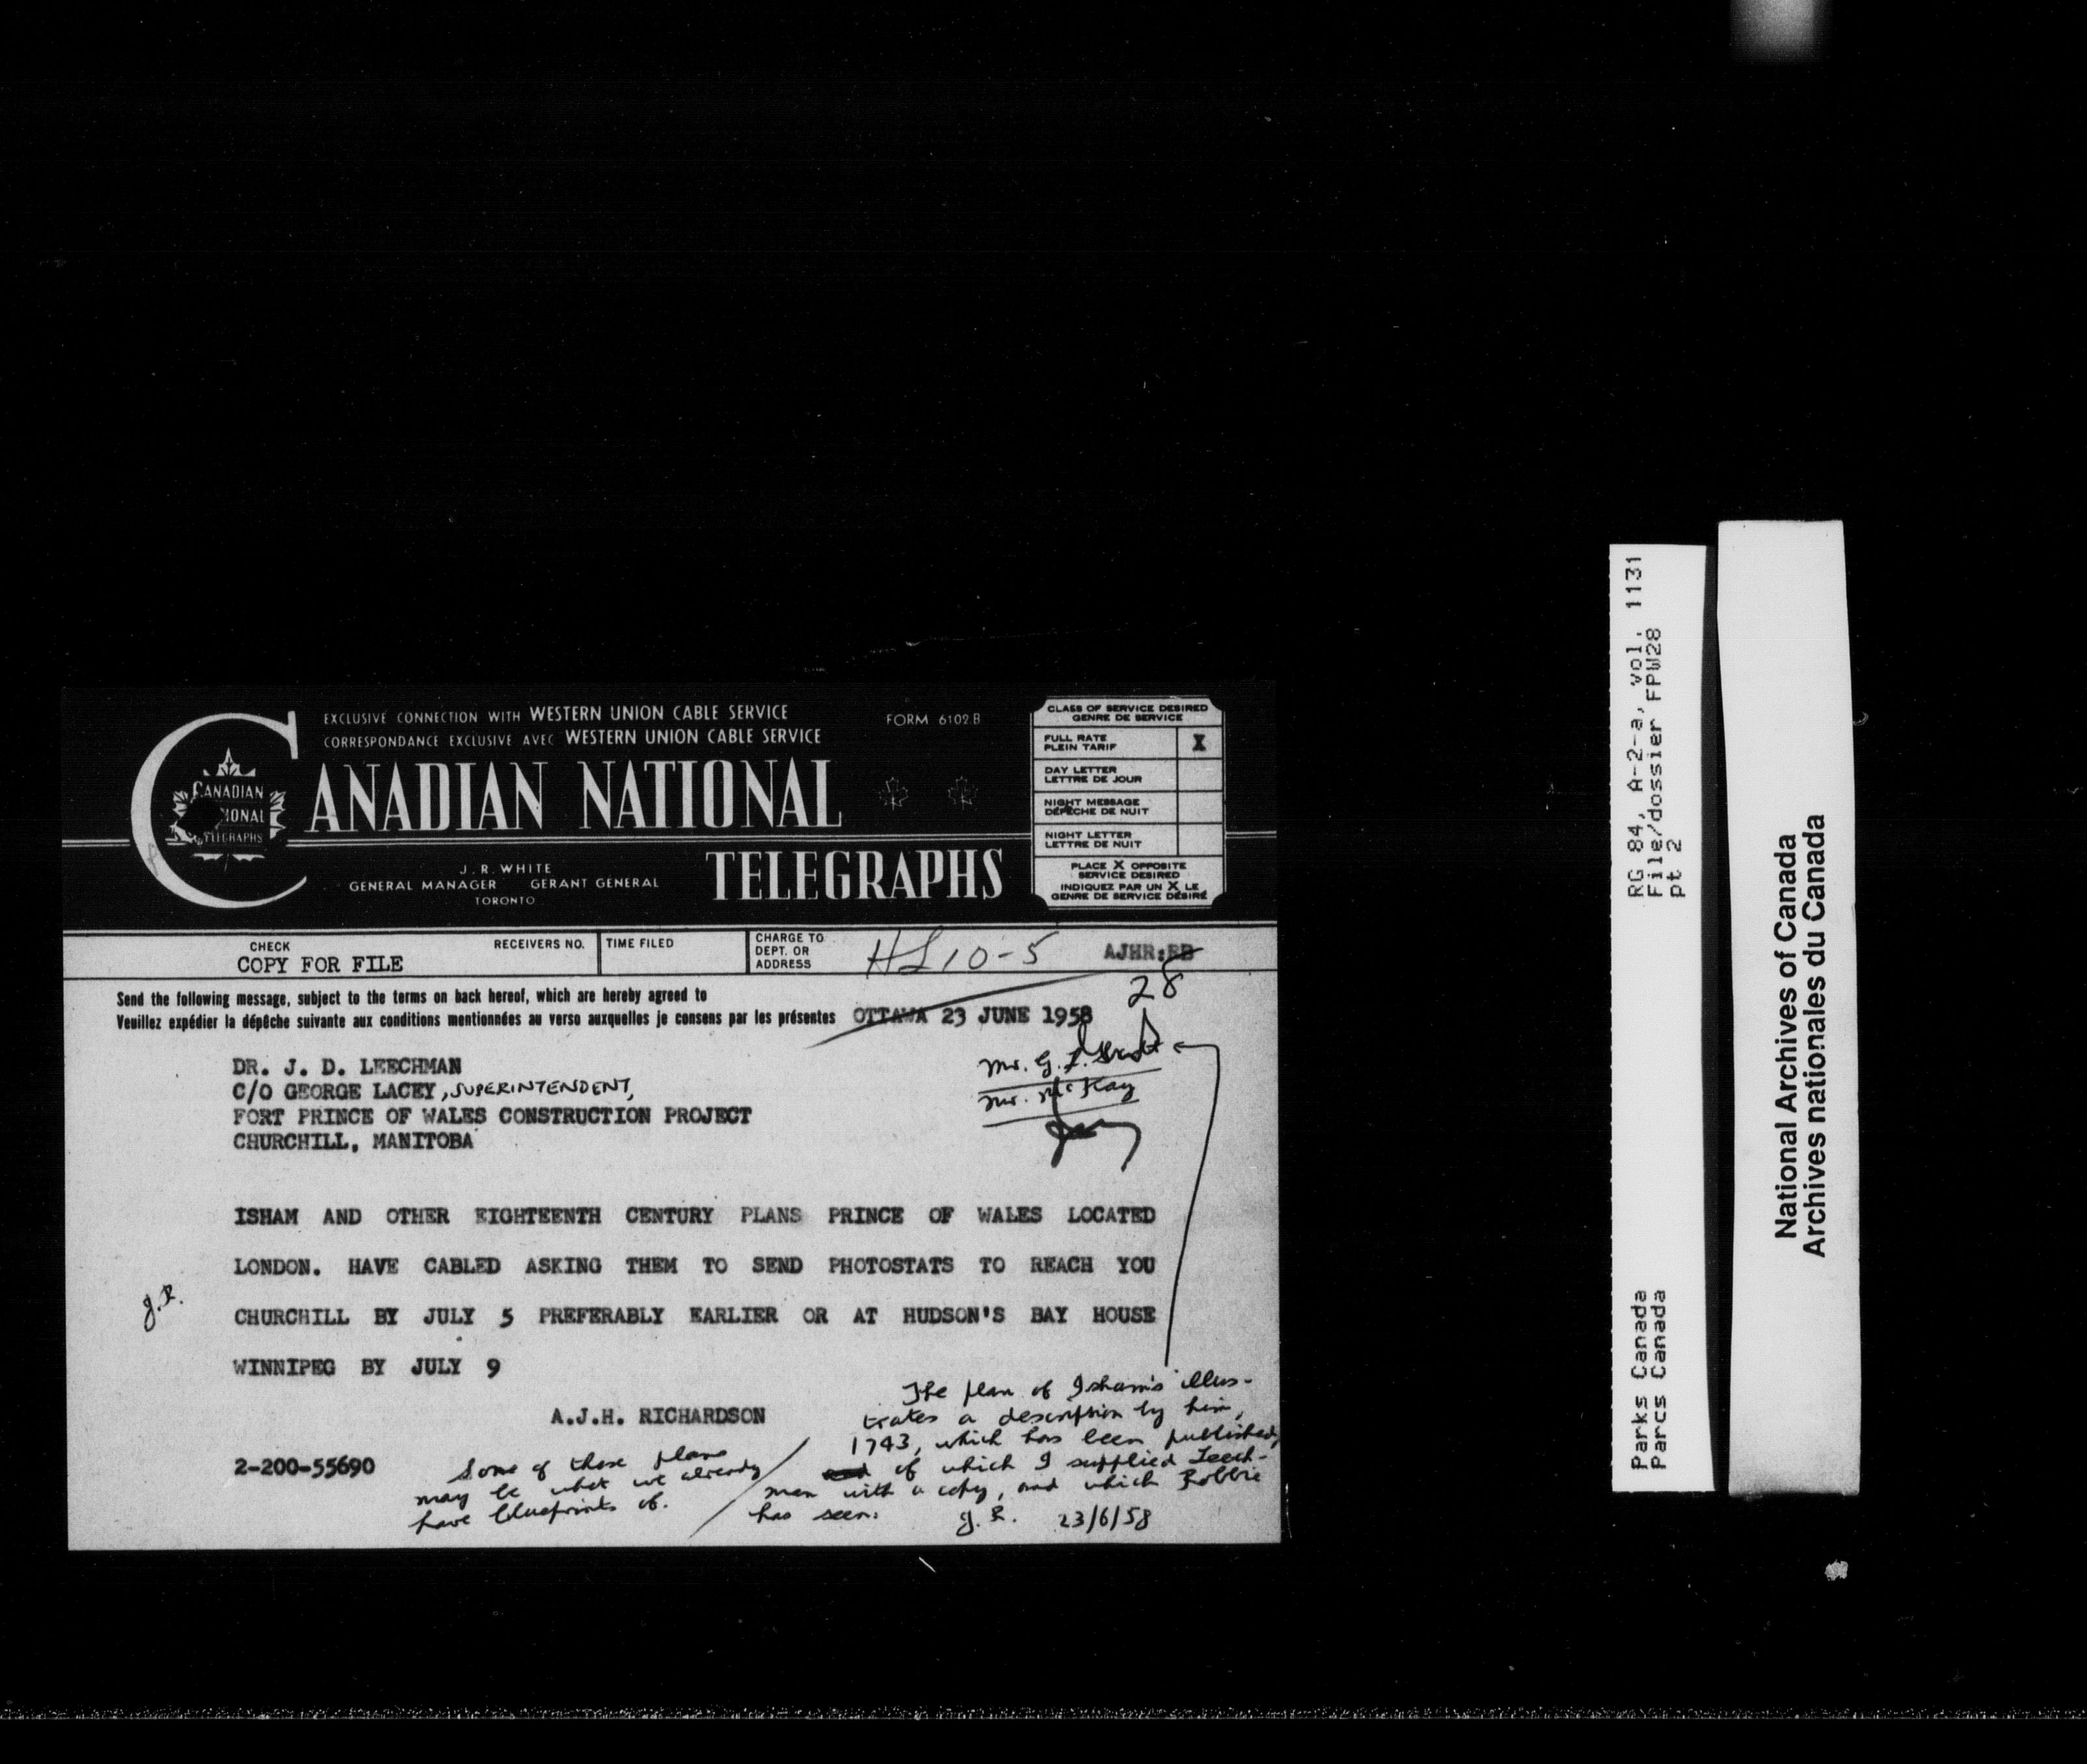 EXCLUSIVE CONNECTION WITH WESTERN UNION CABLE SERVICE
CORRESPONDANCE EXCLUSIVE AVEC WESTERN UNION CABLE SERVICE
FORM 6102 B
CANADIAN NATIONAL
TELEGRAPHS
CANADIAN
IONAL
TELEGRAPHS
J. R. WHITE
GENERAL MANAGER GERANT GENERAL
TORONTO
CLASS OF SERVICE DESIRED
GENRE DE SERVICE
FULL RATE
PLEIN TARIF
X
DAY LETTER
LETTRE DE JOUR
NIGHT MESSAGE
DÉPÊCHE DE NUIT
NIGHT LETTER
LETTRE DE NUIT
PLACE X OPPOSITE
SERVICE DESIRED
INDIQUEZ PAR UN X LE
GENRE DE SERVICE DÉSIRÉ
CHECK
COPY FOR FILE
RECEIVERS NO.
TIME FILED
CHARGE TO
DEPT. OR
ADDRESS
HS10-5
AJHR:BB
28
Send the following message, subject to the terms on back hereof, which are hereby agreed to
Veuillez expédier la dépêche suivante aux conditions mentionnées au verso auxquelles je consens par les présentes
OTTAWA 23 JUNE 1958
DR. J. D. LEECHMAN
C/O GEORGE LACEY, SUPERINTENDENT,
FORT PRINCE OF WALES CONSTRUCTION PROJECT
CHURCHILL, MANITOBA
Mr. G. L. Scott
Mr. McKay
ISHAM AND OTHER EIGHTEENTH CENTURY PLANS PRINCE OF WALES LOCATED
LONDON. HAVE CABLED ASKING THEM TO SEND PHOTOSTATS TO REACH YOU
J.R.
CHURCHILL BY JULY 5 PREFERABLY EARLIER OR AT HUDSON'S BAY HOUSE
WINNIPEG BY JULY 9
A.J.H. RICHARDSON
2-200-55690
Some of these plans
may be what we already
have blueprints of.
The plan of Isham's illus-
trates a description by him,
1743, which has been published,
of which I supplied Leech-
man with a copy, and which Robbie
has seen.
J.R. 23/6/58
RG 84, A-2-a, Vol. 1131
File/dossier FPW28
pt 2
Parks Canada
Parcs Canada
National Archives of Canada
Archives nationales du Canada